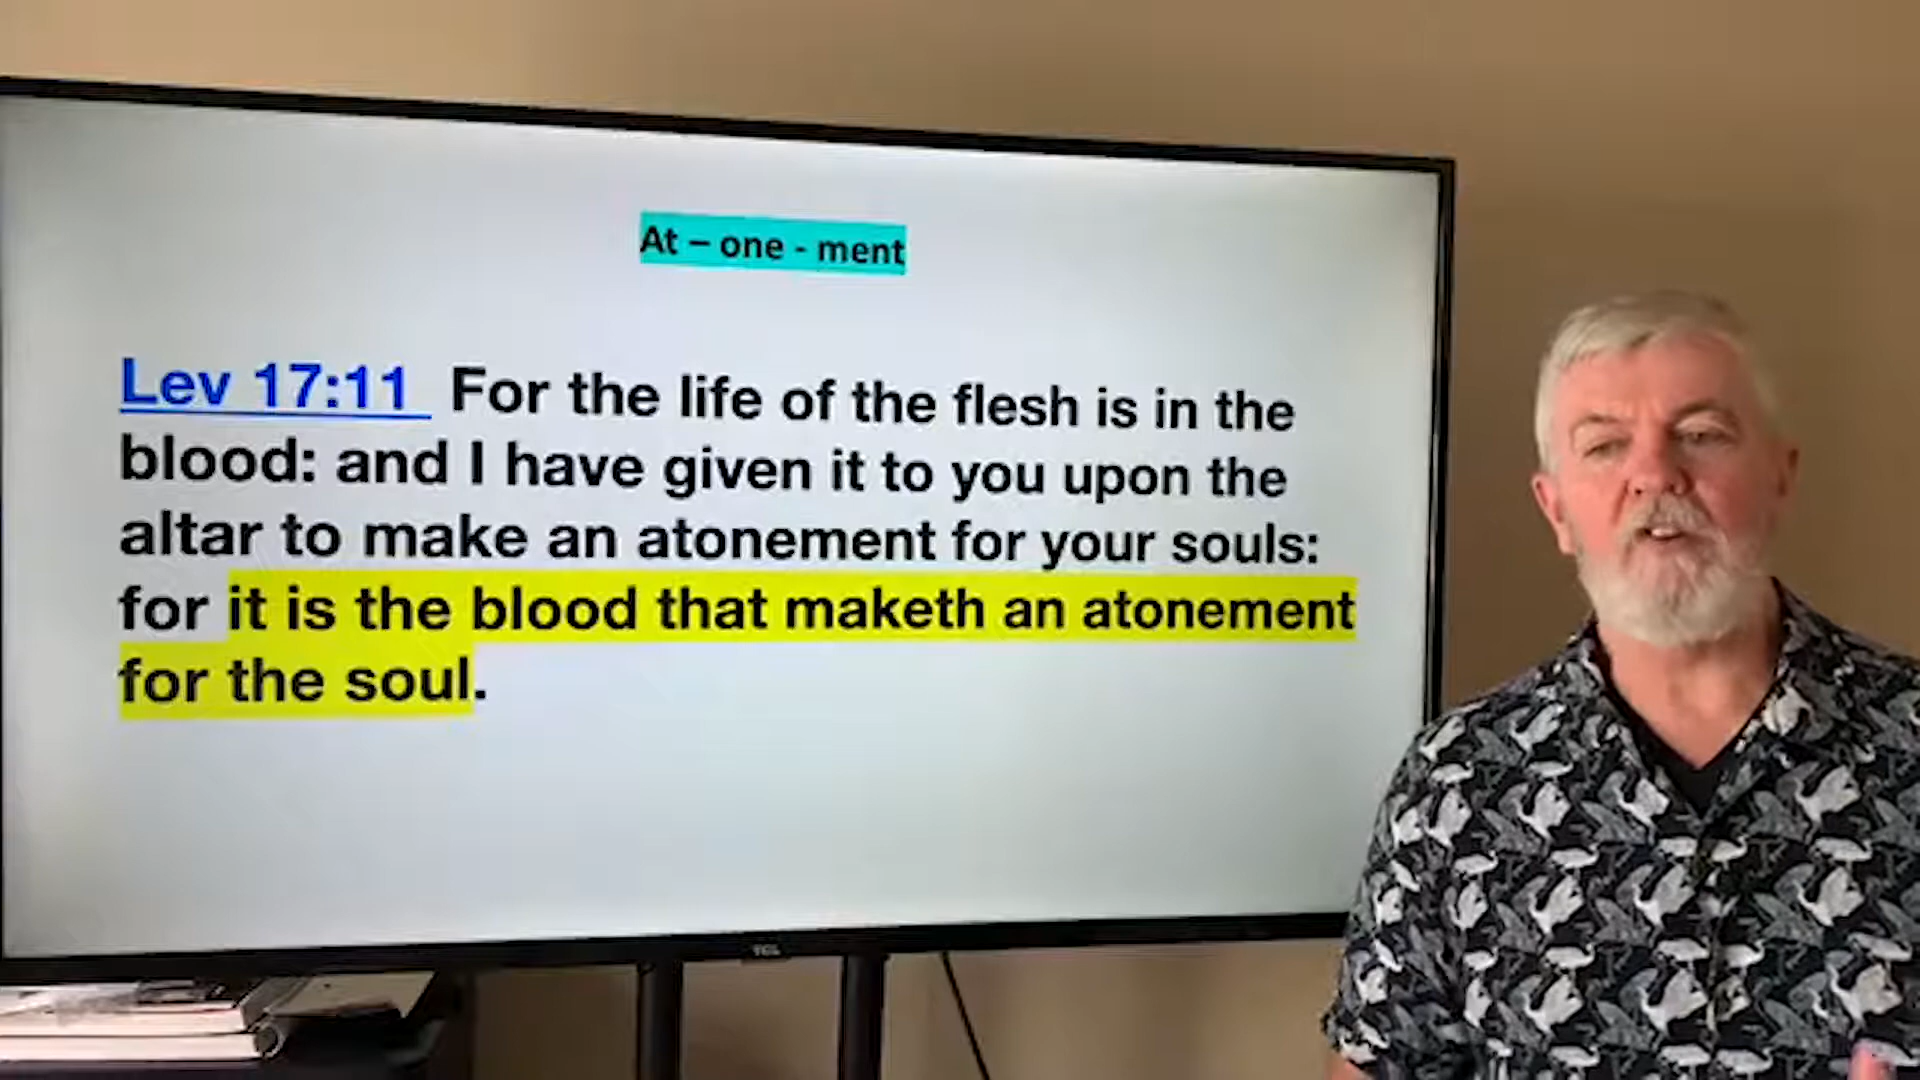 At – one - ment
Lev 17:11 For the life of the flesh is in the
blood: and I have given it to you upon the
altar to make an atonement for your souls:
for it is the blood that maketh an atonement
for the soul.
TCL